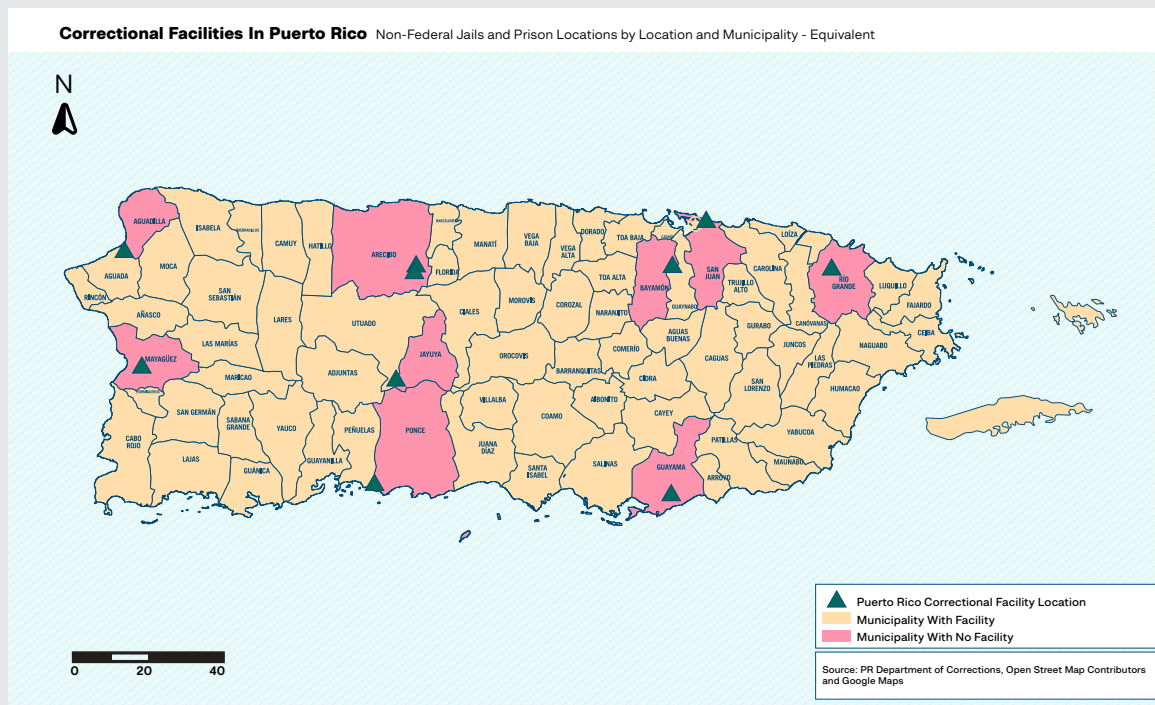 Correctional Facilities In Puerto Rico Non-Federal Jails and Prison Locations by Location and Municipality - Equivalent
N
AGUADILLA
ISABELA
CAMUY
HATILLO
ARECIBO
FLORIDA
MANATÍ
VEGA
BAJA
VEGA
ALTA
DORADO
TOA BAJA
TOA ALTA
BAYAMÓN
GUAYNABO
SAN
JUAN
TRUJILLO
ALTO
CAROLINA
LOÍZA
CANÓVANAS
RÍO
GRANDE
LUQUILLO
FAJARDO
CEIBA
NAGUABO
AGUADA
MOCA
RINCÓN
AÑASCO
SAN
SEBASTIÁN
LARES
UTUADO
CIALES
MOROVIS
COROZAL
NARANJITO
AGUAS
BUENAS
GURABO
JUNCOS
LAS
PIEDRAS
HUMACAO
MAYAGÜEZ
LAS MARÍAS
MARICAO
ADJUNTAS
JAYUYA
OROCOVIS
BARRANQUITAS
COMERÍO
CIDRA
CAGUAS
SAN
LORENZO
CABO
ROJO
SAN GERMÁN
SABANA
GRANDE
YAUCO
PEÑUELAS
PONCE
VILLALBA
COAMO
AIBONITO
CAYEY
PATILLAS
YABUCOA
LAJAS
GUÁNICA
GUAYANILLA
JUANA
DÍAZ
SANTA
ISABEL
SALINAS
GUAYAMA
ARROYO
MAUNABO
Puerto Rico Correctional Facility Location
Municipality With Facility
Municipality With No Facility
Source: PR Department of Corrections, Open Street Map Contributors
and Google Maps
0 20 40